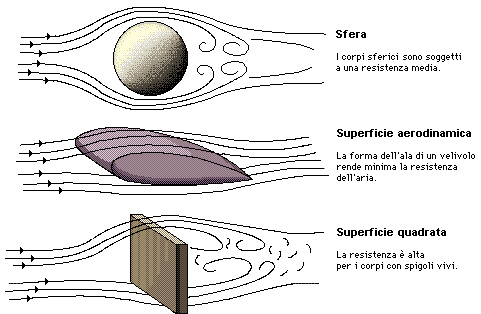 Sfera
I corpi sferici sono soggetti
a una resistenza media.
Superficie aerodinamica
La forma dell'ala di un velivolo
rende minima la resistenza
dell'aria.
Superficie quadrata
La resistenza è alta
per i corpi con spigoli vivi.